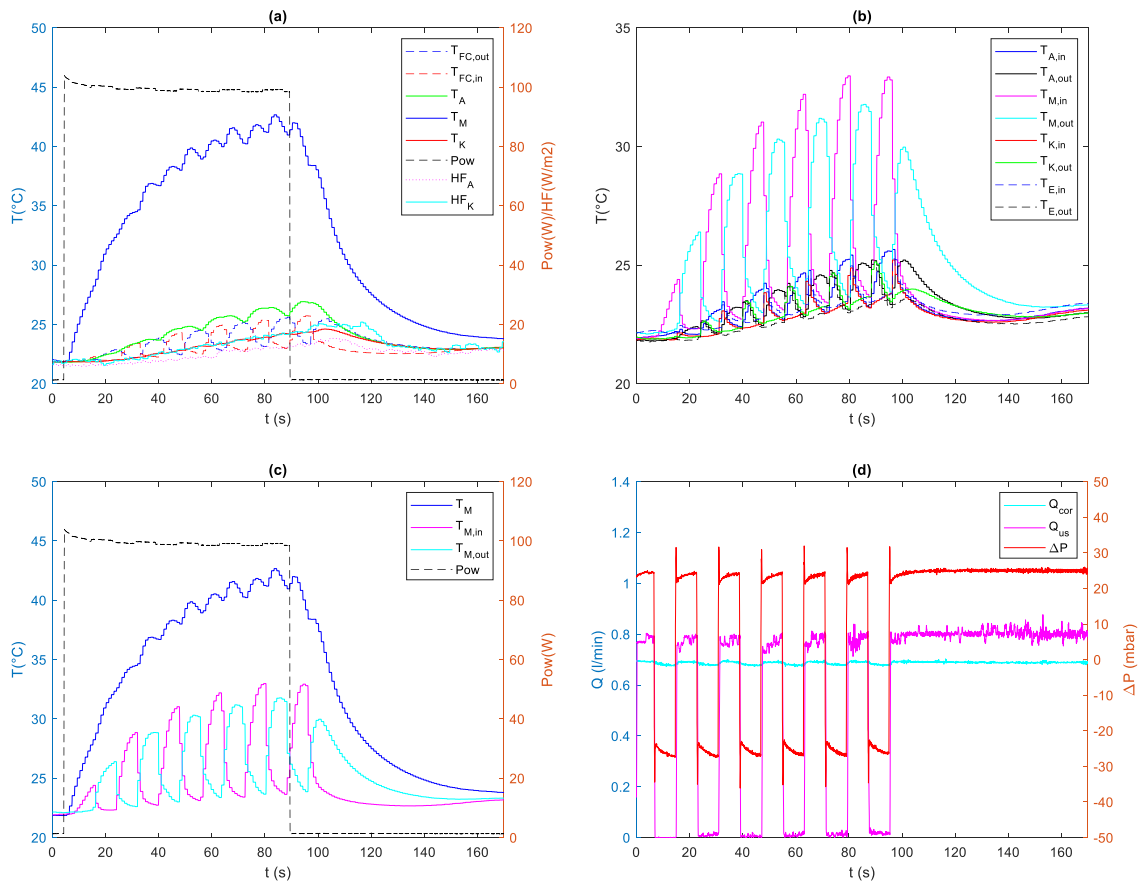 (a)
50
45
40
35
30
25
20
120
100
80
60
40
20
0
0 20 40 60 80 100 120 140 160
T(°C)
Pow(W)/HF(W/m2)
t (s)
T_FC,out
T_FC,in
T_A
T_M
T_K
Pow
HF_A
HF_K
(b)
35
30
25
20
0 20 40 60 80 100 120 140 160
T(°C)
t (s)
T_A,in
T_A,out
T_M,in
T_M,out
T_K,in
T_K,out
T_E,in
T_E,out
(c)
50
45
40
35
30
25
20
120
100
80
60
40
20
0
0 20 40 60 80 100 120 140 160
T(°C)
Pow(W)
t (s)
T_M
T_M,in
T_M,out
Pow
(d)
1.4
1.2
1
0.8
0.6
0.4
0.2
0
50
40
30
20
10
0
-10
-20
-30
-40
-50
0 20 40 60 80 100 120 140 160
Q (l/min)
ΔP (mbar)
t (s)
Q_cor
Q_us
ΔP